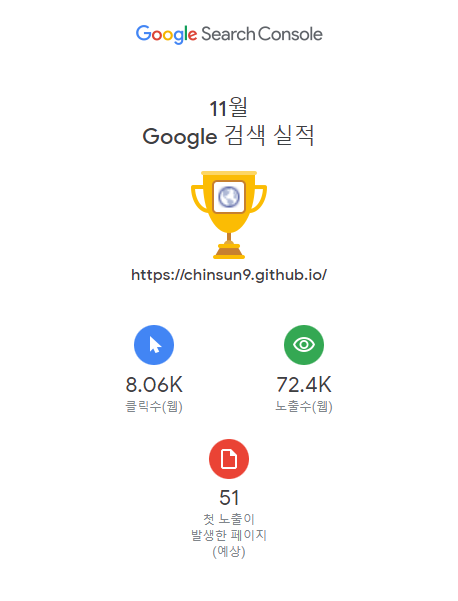 Google Search Console
11월
Google 검색 실적
https://chinsun9.github.io/
8.06K
클릭수(웹)
72.4K
노출수(웹)
51
첫 노출이
발생한 페이지
(예상)